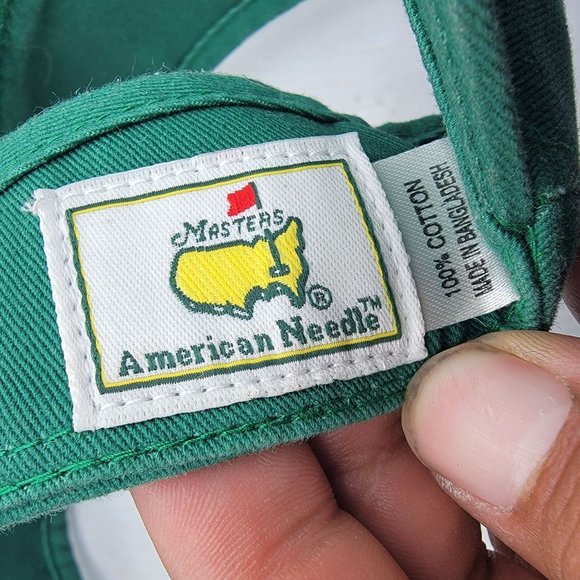 MASTERS
®
American Needle™
100% COTTON
MADE IN BANGLADESH